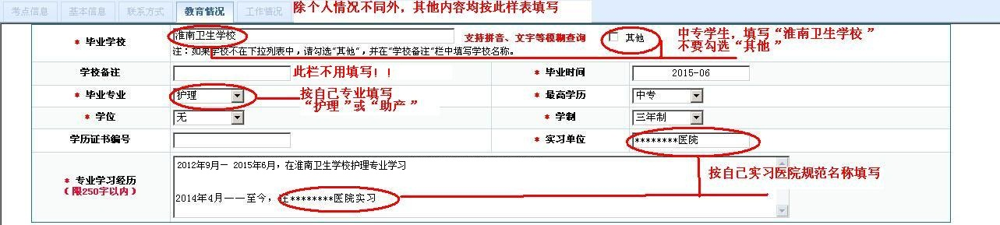 考点信息 基本信息 联系方式 教育情况 工作情况 除个人情况不同外，其他内容均按此样表填写
* 毕业学校 淮南卫生学校 支持拼音、文字等模糊查询 其他 中专学生，填写“淮南卫生学校”
不要勾选“其他”
注：如果学校不在下拉列表中，请勾选“其他”，并在“学校备注”栏中填写学校名称。
学校备注 此栏不用填写！！ * 毕业时间 2015-06
* 毕业专业 护理 按自己专业填写 * 最高学历 中专
“护理”或“助产”
* 学位 无 * 学制 三年制
学历证书编号 * 实习单位 ********医院
* 专业学习经历
（限250字以内）
2012年9月— 2015年6月，在淮南卫生学校护理专业学习
按自己实习医院规范名称填写
2014年4月——至今，在********医院实习